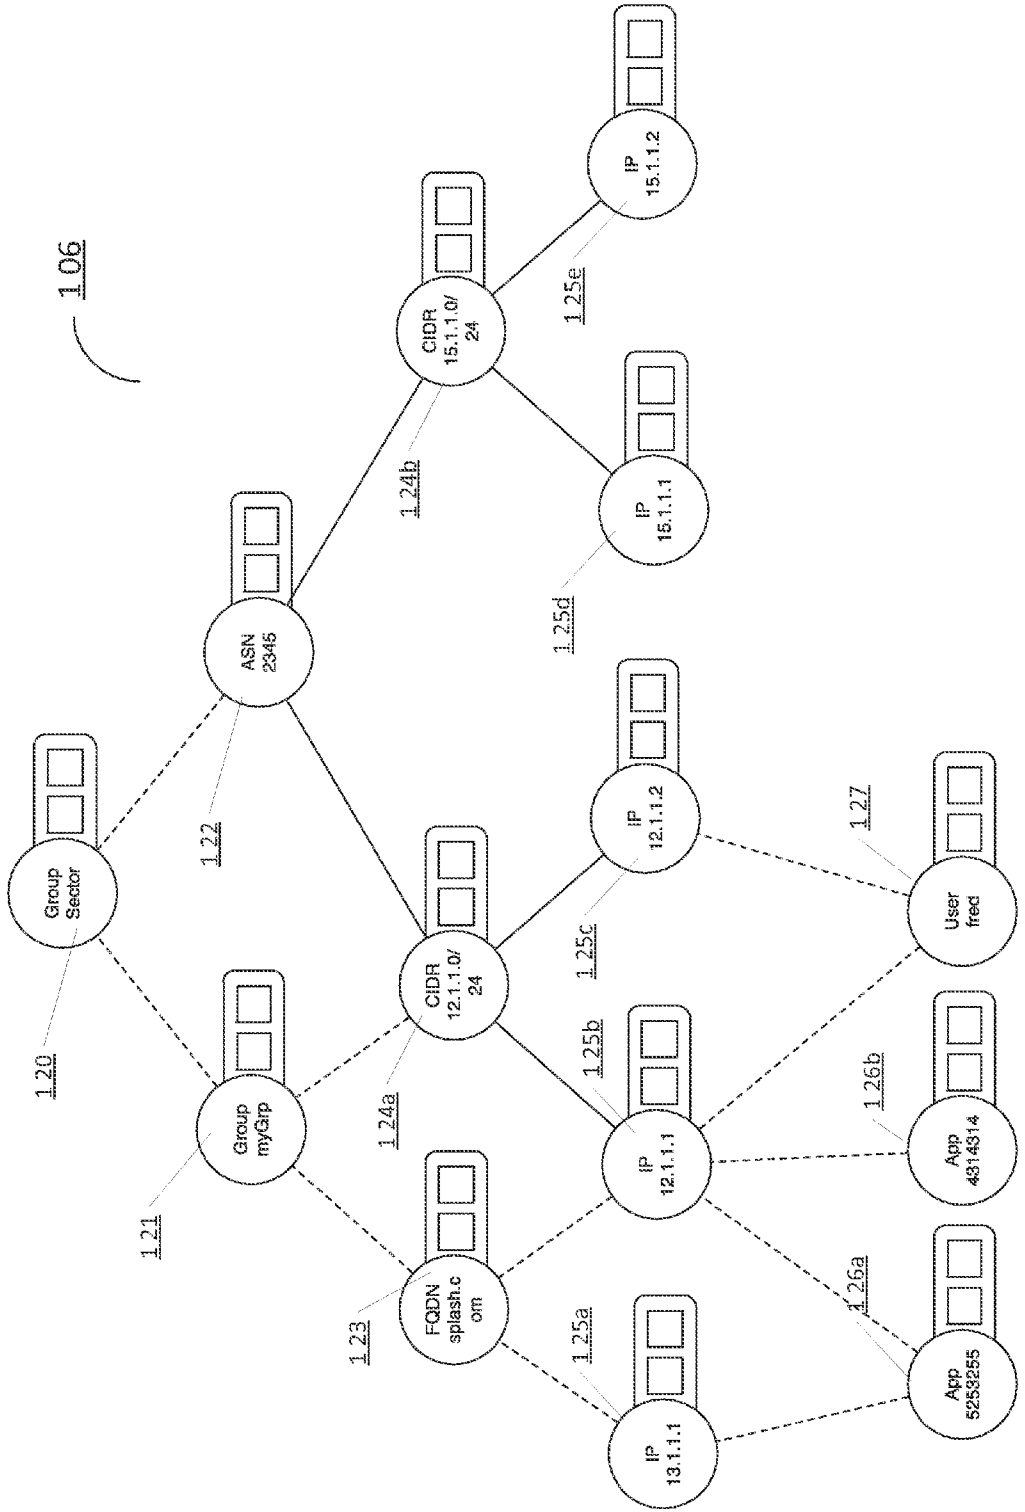 106
Group
Sector
120
Group
myGrp
121
ASN
2345
122
FQDN
splash.c
om
123
CIDR
12.1.1.0/
24
124a
CIDR
15.1.1.0/
24
124b
IP
13.1.1.1
125a
IP
12.1.1.1
125b
IP
12.1.1.2
125c
IP
15.1.1.1
125d
IP
15.1.1.2
125e
App
5253255
126a
App
4314314
126b
User
fred
127